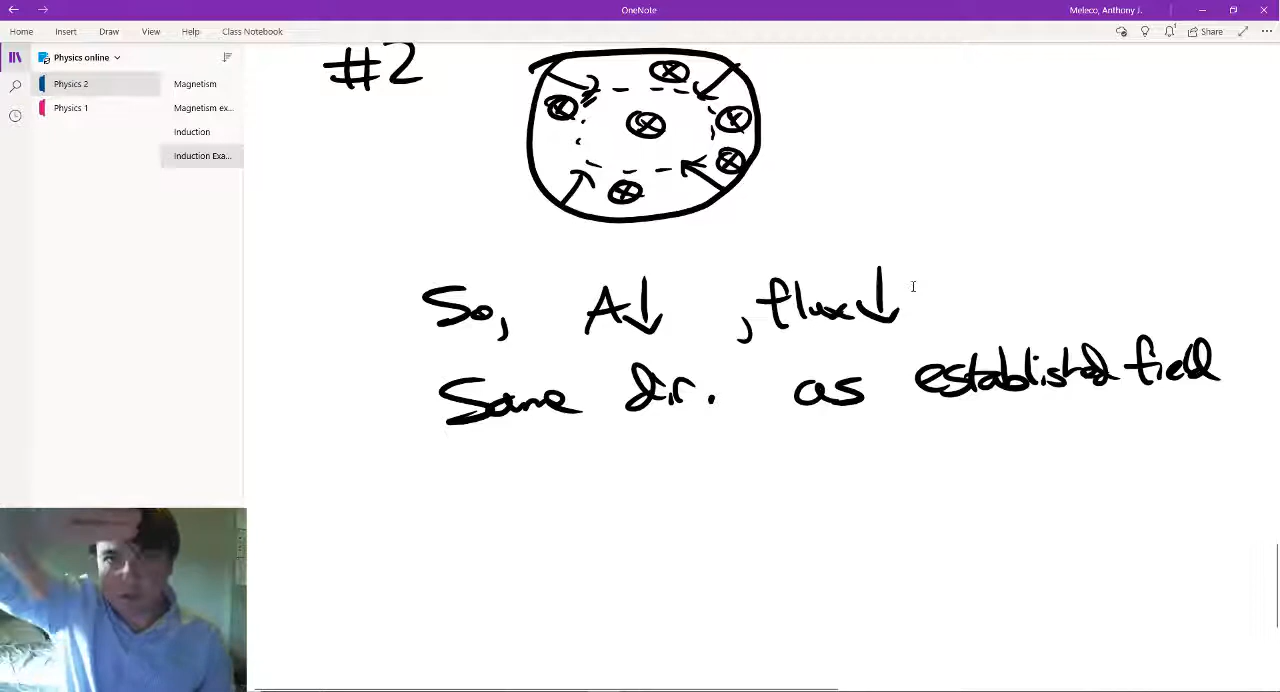 OneNote
Meleco, Anthony J.
Home Insert Draw View Help Class Notebook
Share
Physics online
Physics 2
Physics 1
Magnetism
Magnetism ex...
Induction
Induction Exa...
#2
So, A↓ , flux↓
Same dir. as established field